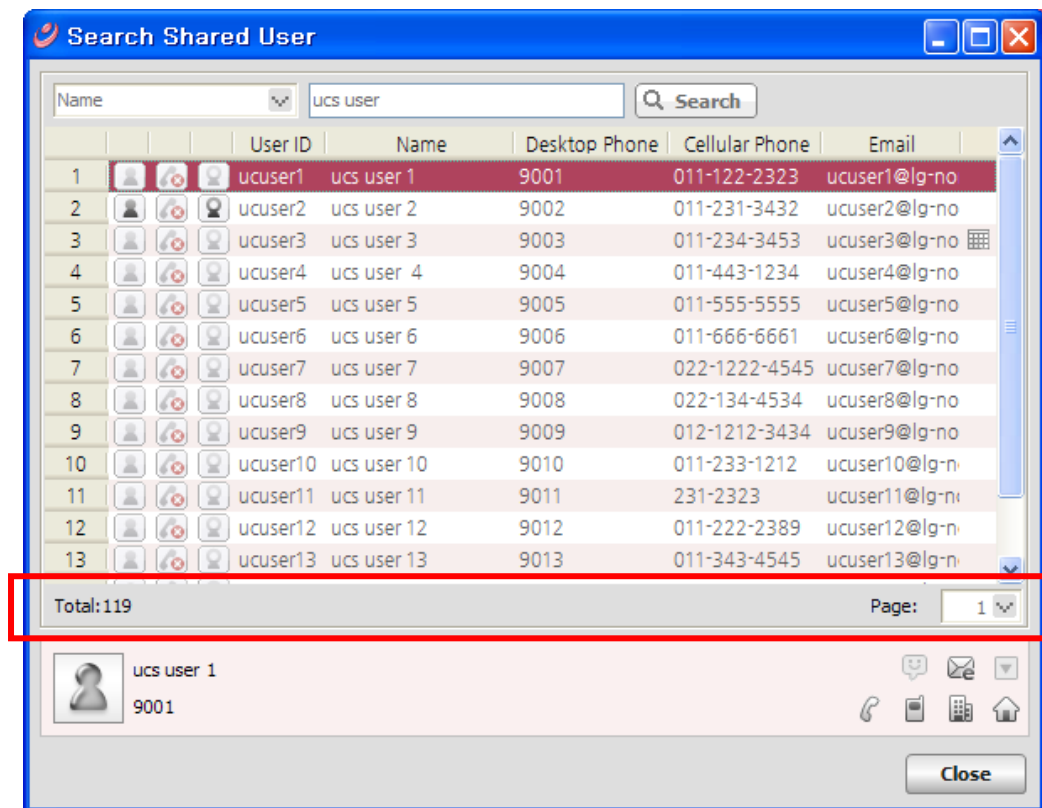 Search Shared User
Name ucs user Search
User ID Name Desktop Phone Cellular Phone Email
1 ucuser1 ucs user 1 9001 011-122-2323 ucuser1@lg-no
2 ucuser2 ucs user 2 9002 011-231-3432 ucuser2@lg-no
3 ucuser3 ucs user 3 9003 011-234-3453 ucuser3@lg-no
4 ucuser4 ucs user  4 9004 011-443-1234 ucuser4@lg-no
5 ucuser5 ucs user 5 9005 011-555-5555 ucuser5@lg-no
6 ucuser6 ucs user 6 9006 011-666-6661 ucuser6@lg-no
7 ucuser7 ucs user 7 9007 022-1222-4545 ucuser7@lg-no
8 ucuser8 ucs user 8 9008 022-134-4534 ucuser8@lg-no
9 ucuser9 ucs user 9 9009 012-1212-3434 ucuser9@lg-no
10 ucuser10 ucs user 10 9010 011-233-1212 ucuser10@lg-n
11 ucuser11 ucs user 11 9011 231-2323 ucuser11@lg-n
12 ucuser12 ucs user 12 9012 011-222-2389 ucuser12@lg-n
13 ucuser13 ucs user 13 9013 011-343-4545 ucuser13@lg-n
Total:119 Page: 1
ucs user 1
9001
Close